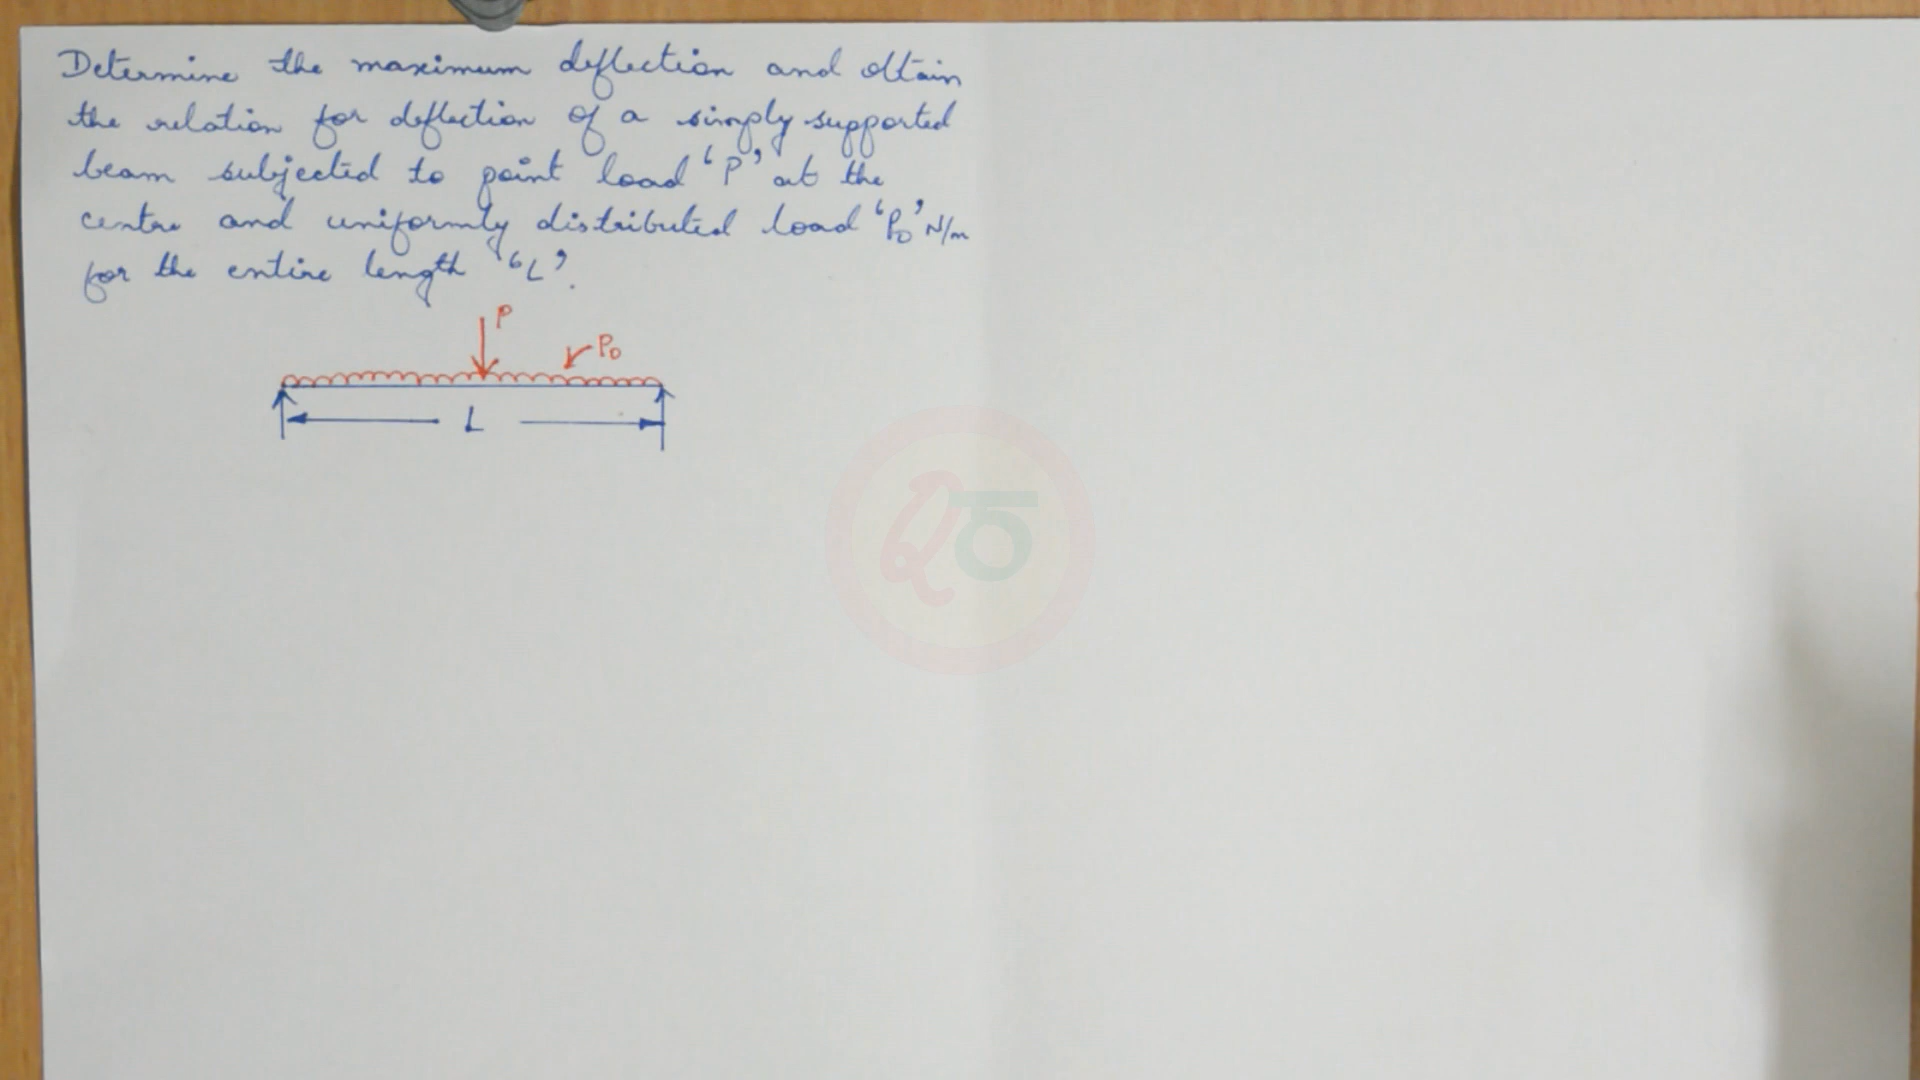 Determine the maximum deflection and obtain
the relation for deflection of a simply supported
beam subjected to point load 'P' at the
centre and uniformly distributed load 'P₀' N/m
for the entire length 'L'.
P
P₀
L